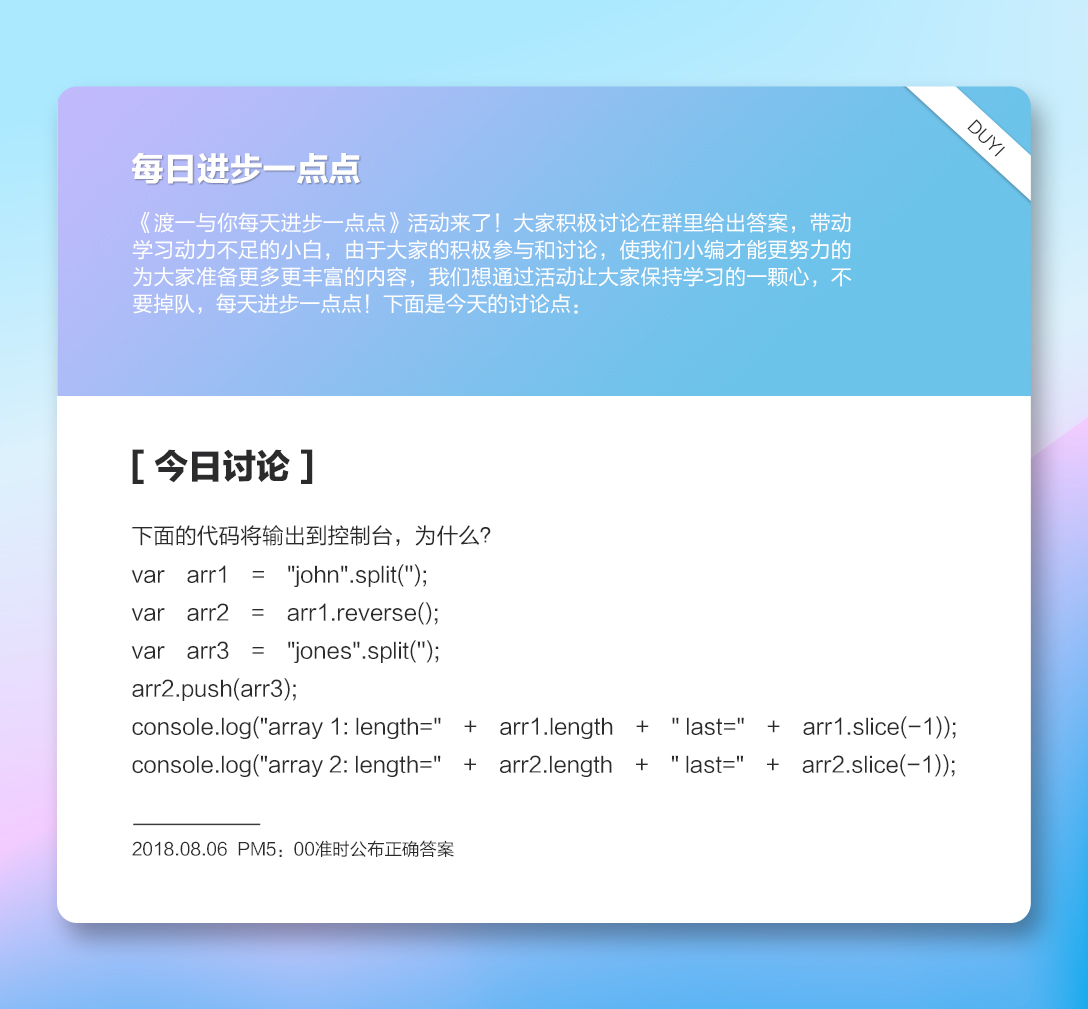 DUYI
每日进步一点点
《渡一与你每天进步一点点》活动来了！大家积极讨论在群里给出答案，带动
学习动力不足的小白，由于大家的积极参与和讨论，使我们小编才能更努力的
为大家准备更多更丰富的内容，我们想通过活动让大家保持学习的一颗心，不
要掉队，每天进步一点点！下面是今天的讨论点：
[ 今日讨论 ]
下面的代码将输出到控制台，为什么?
var arr1 = "john".split('');
var arr2 = arr1.reverse();
var arr3 = "jones".split('');
arr2.push(arr3);
console.log("array 1: length=" + arr1.length + " last=" + arr1.slice(-1));
console.log("array 2: length=" + arr2.length + " last=" + arr2.slice(-1));
2018.08.06 PM5：00准时公布正确答案